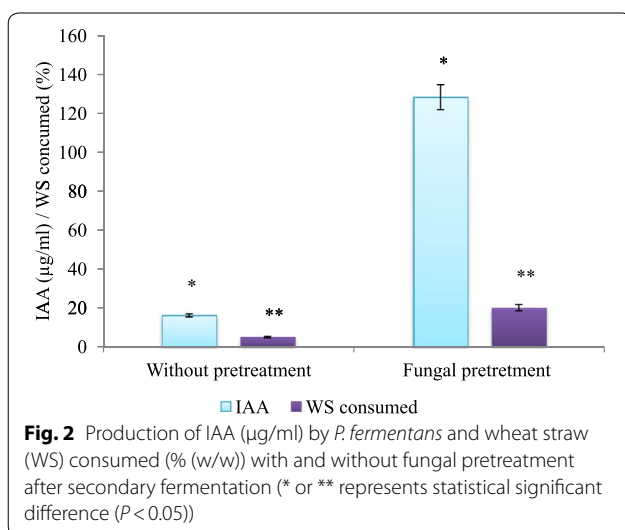 160
140
120
100
80
60
40
20
0
IAA (µg/ml) / WS concumed (%)
*
**
*
**
Without pretreatment
Fungal pretretment
IAA
WS consumed
Fig. 2 Production of IAA (µg/ml) by P. fermentans and wheat straw
(WS) consumed (% (w/w)) with and without fungal pretreatment
after secondary fermentation (* or ** represents statistical significant
difference (P < 0.05))